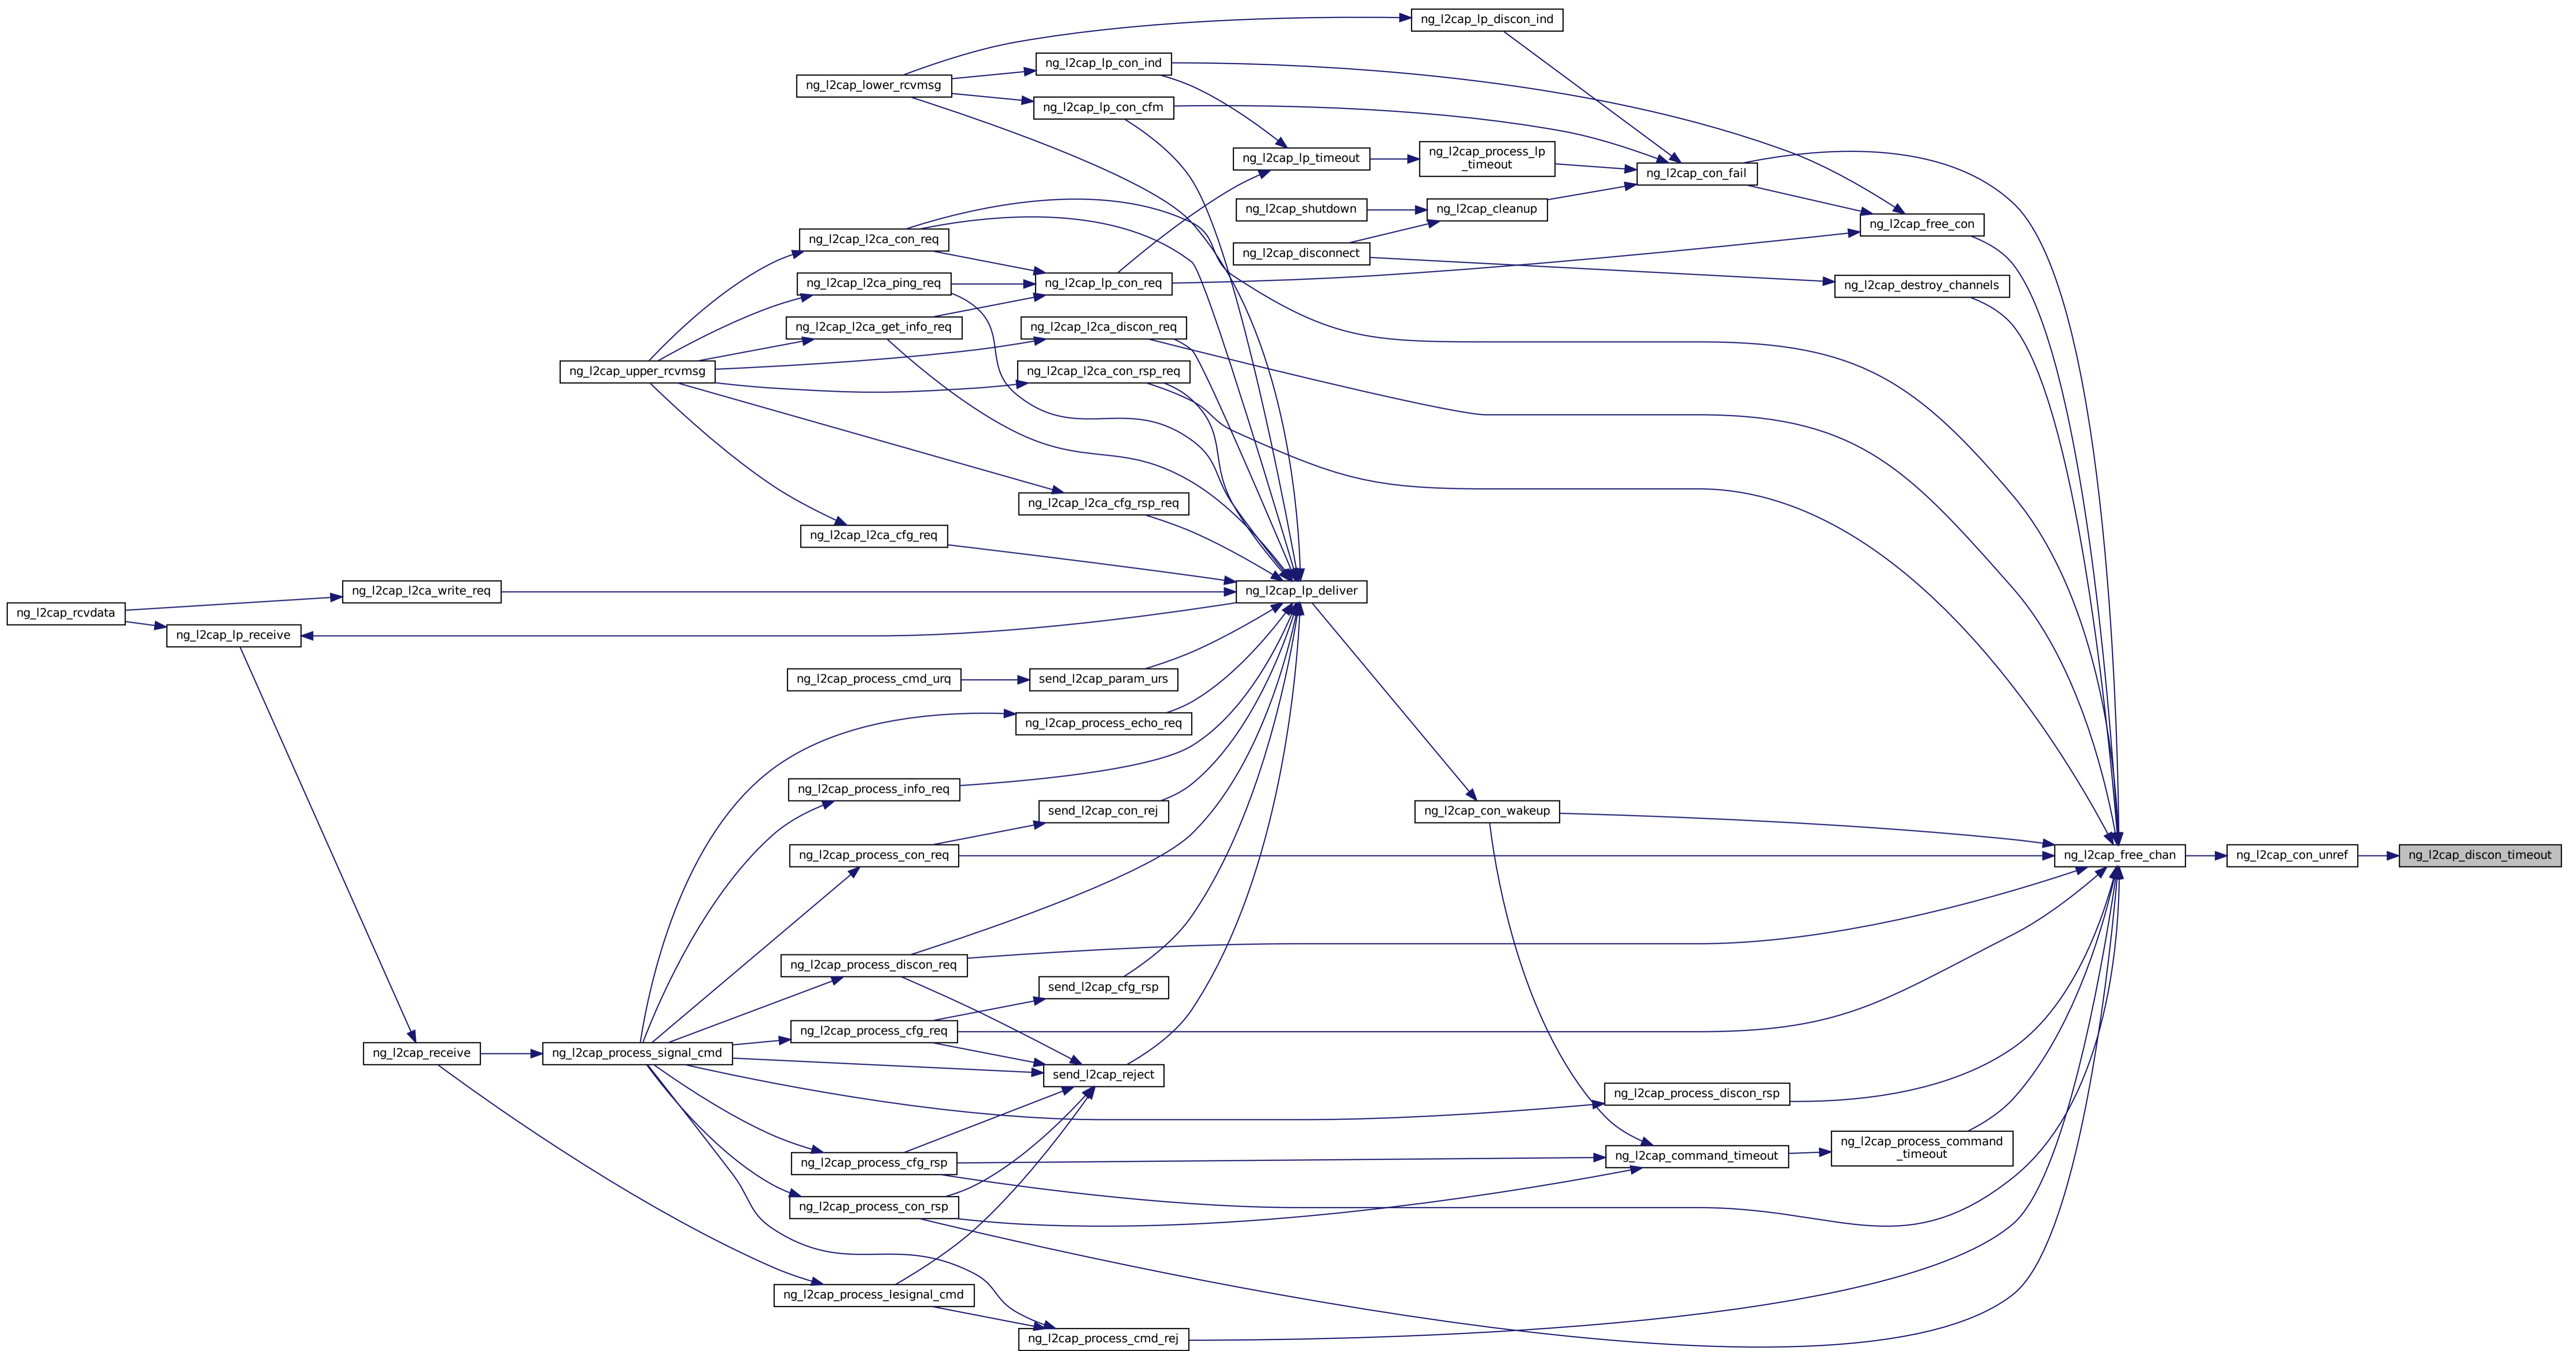 ng_l2cap_lp_discon_ind
ng_l2cap_lp_con_ind
ng_l2cap_lower_rcvmsg
ng_l2cap_lp_con_cfm
ng_l2cap_lp_timeout
ng_l2cap_process_lp
_timeout
ng_l2cap_con_fail
ng_l2cap_shutdown
ng_l2cap_cleanup
ng_l2cap_free_con
ng_l2cap_l2ca_con_req
ng_l2cap_disconnect
ng_l2cap_l2ca_ping_req
ng_l2cap_lp_con_req
ng_l2cap_destroy_channels
ng_l2cap_l2ca_get_info_req
ng_l2cap_l2ca_discon_req
ng_l2cap_upper_rcvmsg
ng_l2cap_l2ca_con_rsp_req
ng_l2cap_l2ca_cfg_rsp_req
ng_l2cap_l2ca_cfg_req
ng_l2cap_l2ca_write_req
ng_l2cap_lp_deliver
ng_l2cap_rcvdata
ng_l2cap_lp_receive
ng_l2cap_process_cmd_urq
send_l2cap_param_urs
ng_l2cap_process_echo_req
ng_l2cap_process_info_req
send_l2cap_con_rej
ng_l2cap_con_wakeup
ng_l2cap_process_con_req
ng_l2cap_free_chan
ng_l2cap_con_unref
ng_l2cap_discon_timeout
ng_l2cap_process_discon_req
send_l2cap_cfg_rsp
ng_l2cap_process_cfg_req
ng_l2cap_receive
ng_l2cap_process_signal_cmd
send_l2cap_reject
ng_l2cap_process_discon_rsp
ng_l2cap_process_command
_timeout
ng_l2cap_command_timeout
ng_l2cap_process_cfg_rsp
ng_l2cap_process_con_rsp
ng_l2cap_process_lesignal_cmd
ng_l2cap_process_cmd_rej